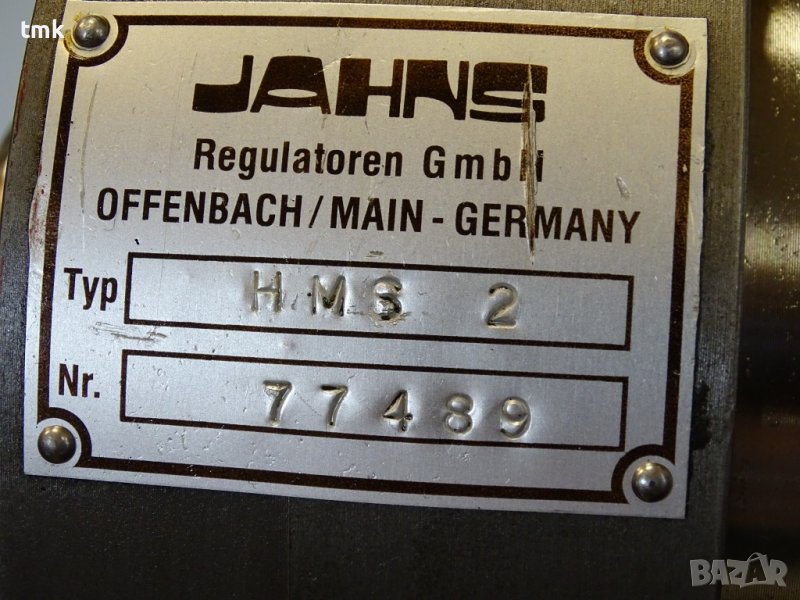 tmk
JAHNS
Regulatoren GmbH
OFFENBACH/MAIN - GERMANY
Typ HMS 2
Nr. 77489
BAZAR